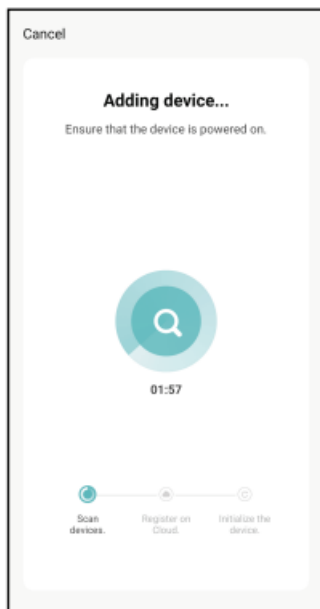 Cancel
Adding device...
Ensure that the device is powered on.
01:57
Scan devices.
Register on Cloud.
Initialize the device.